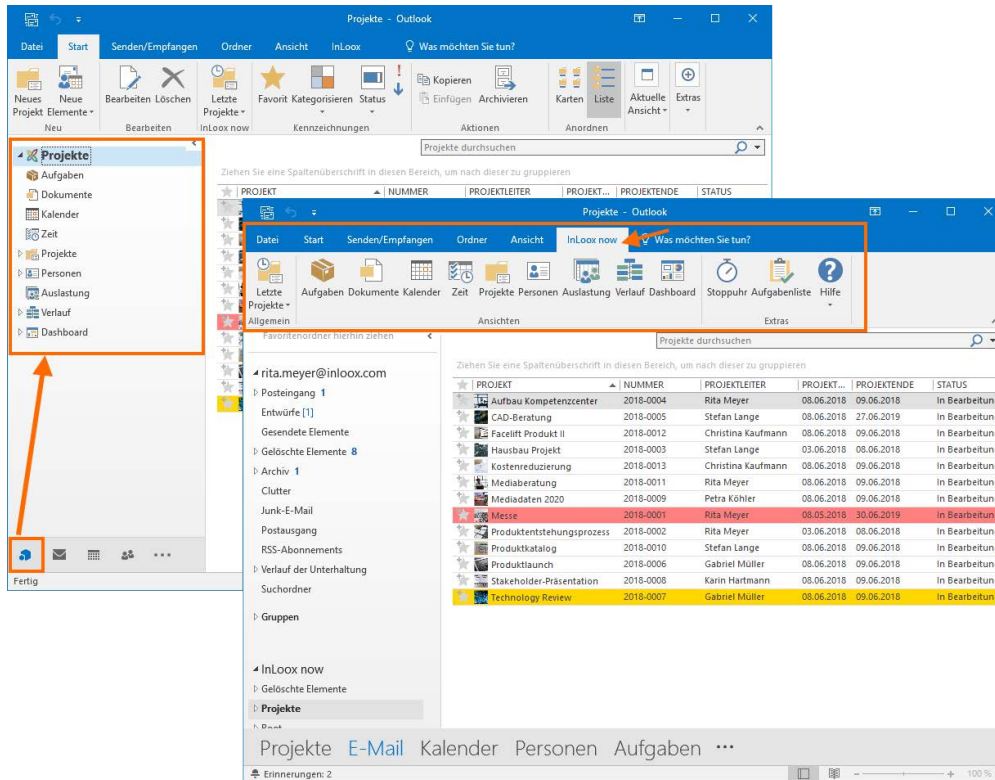 Projekte - Outlook
Datei Start Senden/Empfangen Ordner Ansicht InLoox Was möchten Sie tun?
Neues Projekt Neue Elemente Bearbeiten Löschen Letzte Projekte Favorit Kategorisieren Status Kopieren Einfügen Archivieren Karten Liste Aktuelle Ansicht Extras
Neu Bearbeiten InLoox now Kennzeichnungen Aktionen Anordnen
Projekte durchsuchen
Ziehen Sie eine Spaltenüberschrift in diesen Bereich, um nach dieser zu gruppieren
PROJEKT NUMMER PROJEKTLEITER PROJEKT... PROJEKTENDE STATUS
Projekte
Aufgaben
Dokumente
Kalender
Zeit
Projekte
Personen
Auslastung
Verlauf
Dashboard
Fertig
Projekte - Outlook
Datei Start Senden/Empfangen Ordner Ansicht InLoox now Was möchten Sie tun?
Letzte Projekte Aufgaben Dokumente Kalender Zeit Projekte Personen Auslastung Verlauf Dashboard Stoppuhr Aufgabenliste Hilfe
Allgemein Ansichten Extras
Favoritenordner hierhin ziehen
rita.meyer@inloox.com
Posteingang 1
Entwürfe [1]
Gesendete Elemente
Gelöschte Elemente 8
Archiv 1
Clutter
Junk-E-Mail
Postausgang
RSS-Abonnements
Verlauf der Unterhaltung
Suchordner
Gruppen
InLoox now
Gelöschte Elemente
Projekte
Projekte durchsuchen
Ziehen Sie eine Spaltenüberschrift in diesen Bereich, um nach dieser zu gruppieren
PROJEKT NUMMER PROJEKTLEITER PROJEKT... PROJEKTENDE STATUS
Aufbau Kompetenzcenter 2018-0004 Rita Meyer 08.06.2018 09.06.2018 In Bearbeitun
CAD-Beratung 2018-0005 Stefan Lange 08.06.2018 27.06.2019 In Bearbeitun
Facelift Produkt II 2018-0012 Christina Kaufmann 08.06.2018 09.06.2018 In Bearbeitun
Hausbau Projekt 2018-0003 Stefan Lange 03.06.2018 08.06.2018 In Bearbeitun
Kostenreduzierung 2018-0013 Christina Kaufmann 08.06.2018 09.06.2018 In Bearbeitun
Mediaberatung 2018-0011 Rita Meyer 08.06.2018 09.06.2018 In Bearbeitun
Mediadaten 2020 2018-0009 Petra Köhler 08.06.2018 09.06.2018 In Bearbeitun
Messe 2018-0001 Rita Meyer 08.05.2018 30.06.2019 In Bearbeitun
Produktentstehungsprozess 2018-0002 Rita Meyer 03.06.2018 08.06.2018 In Bearbeitun
Produktkatalog 2018-0010 Stefan Lange 08.06.2018 09.06.2018 In Bearbeitun
Produktlaunch 2018-0006 Gabriel Müller 08.06.2018 09.06.2018 In Bearbeitun
Stakeholder-Präsentation 2018-0008 Karin Hartmann 08.06.2018 09.06.2018 In Bearbeitun
Technology Review 2018-0007 Gabriel Müller 08.06.2018 09.06.2018 In Bearbeitun
Projekte E-Mail Kalender Personen Aufgaben ...
Erinnerungen: 2
100 %